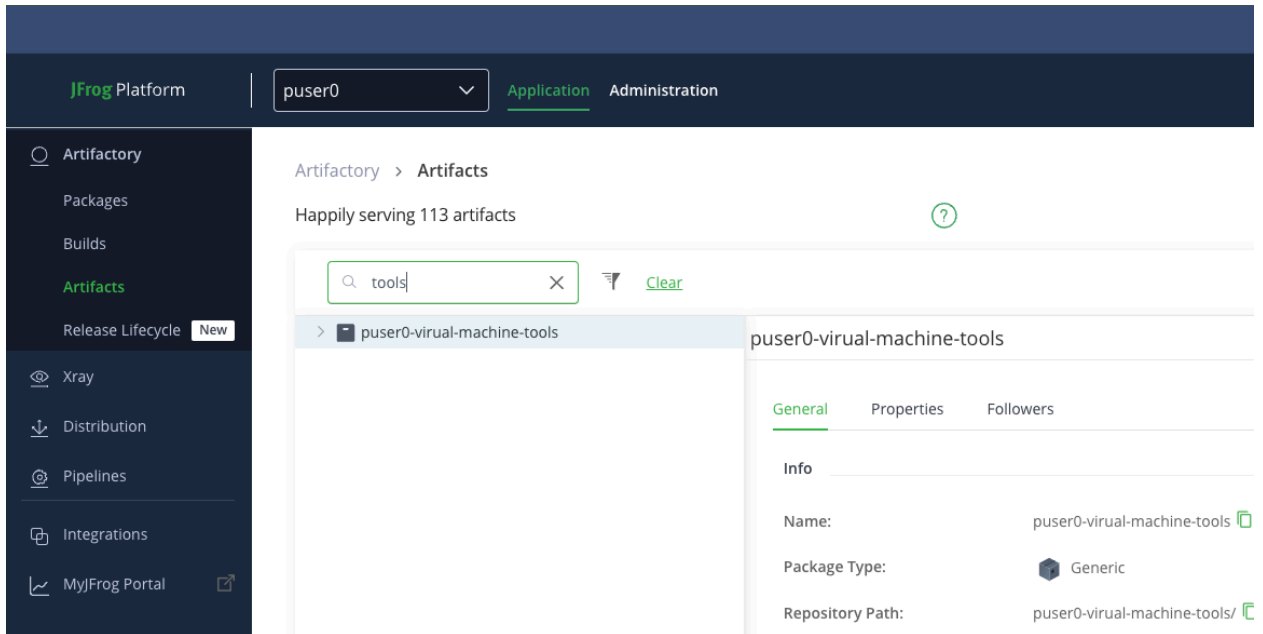 JFrog Platform
puser0
Application
Administration
Artifactory
Packages
Builds
Artifacts
Release Lifecycle New
Xray
Distribution
Pipelines
Integrations
MyJFrog Portal
Artifactory > Artifacts
Happily serving 113 artifacts
?
tools
Clear
puser0-virual-machine-tools
puser0-virual-machine-tools
General Properties Followers
Info
Name: puser0-virual-machine-tools
Package Type: Generic
Repository Path: puser0-virual-machine-tools/